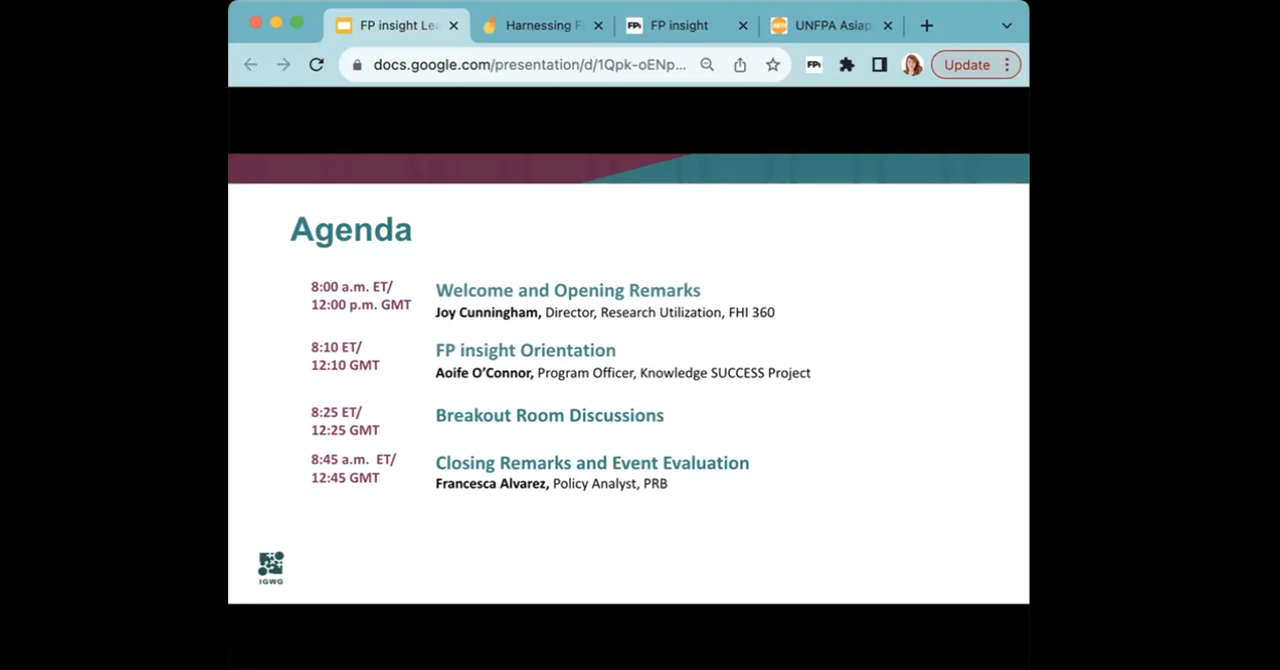 FP insight Lea
Harnessing F
FP insight
UNFPA Asiap
docs.google.com/presentation/d/1Qpk-oENp...
FPi
Update
Agenda
8:00 a.m. ET/
12:00 p.m. GMT
Welcome and Opening Remarks
Joy Cunningham, Director, Research Utilization, FHI 360
8:10 ET/
12:10 GMT
FP insight Orientation
Aoife O’Connor, Program Officer, Knowledge SUCCESS Project
8:25 ET/
12:25 GMT
Breakout Room Discussions
8:45 a.m. ET/
12:45 GMT
Closing Remarks and Event Evaluation
Francesca Alvarez, Policy Analyst, PRB
IGWG